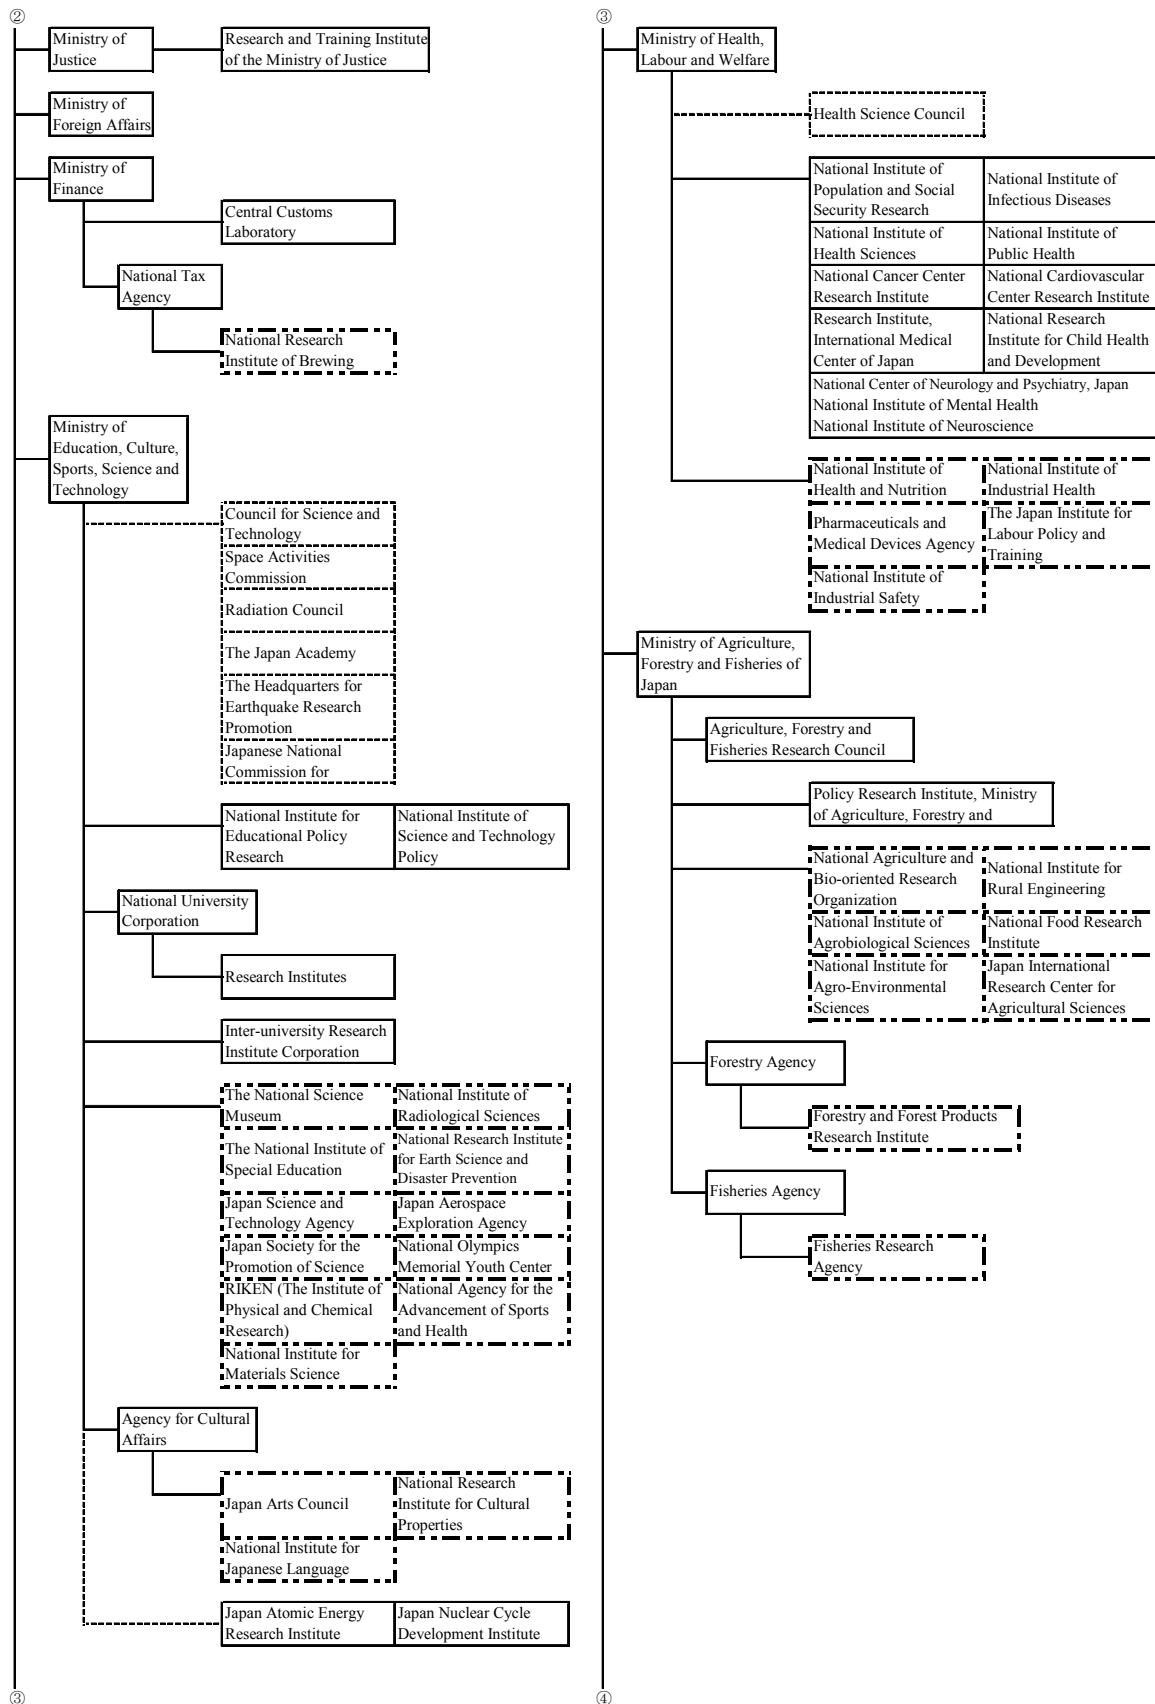 ②
Ministry of
Justice
Research and Training Institute
of the Ministry of Justice
Ministry of
Foreign Affairs
Ministry of
Finance
Central Customs
Laboratory
National Tax
Agency
National Research
Institute of Brewing
Ministry of
Education, Culture,
Sports, Science and
Technology
Council for Science and
Technology
Space Activities
Commission
Radiation Council
The Japan Academy
The Headquarters for
Earthquake Research
Promotion
Japanese National
Commission for
National Institute for
Educational Policy
Research
National Institute of
Science and Technology
Policy
National University
Corporation
Research Institutes
Inter-university Research
Institute Corporation
The National Science
Museum
National Institute of
Radiological Sciences
The National Institute of
Special Education
National Research Institute
for Earth Science and
Disaster Prevention
Japan Science and
Technology Agency
Japan Aerospace
Exploration Agency
Japan Society for the
Promotion of Science
National Olympics
Memorial Youth Center
RIKEN (The Institute of
Physical and Chemical
Research)
National Agency for the
Advancement of Sports
and Health
National Institute for
Materials Science
Agency for Cultural
Affairs
Japan Arts Council
National Research
Institute for Cultural
Properties
National Institute for
Japanese Language
Japan Atomic Energy
Research Institute
Japan Nuclear Cycle
Development Institute
③
③
Ministry of Health,
Labour and Welfare
Health Science Council
National Institute of
Population and Social
Security Research
National Institute of
Infectious Diseases
National Institute of
Health Sciences
National Institute of
Public Health
National Cancer Center
Research Institute
National Cardiovascular
Center Research Institute
Research Institute,
International Medical
Center of Japan
National Research
Institute for Child Health
and Development
National Center of Neurology and Psychiatry, Japan
National Institute of Mental Health
National Institute of Neuroscience
National Institute of
Health and Nutrition
National Institute of
Industrial Health
Pharmaceuticals and
Medical Devices Agency
The Japan Institute for
Labour Policy and
Training
National Institute of
Industrial Safety
Ministry of Agriculture,
Forestry and Fisheries of
Japan
Agriculture, Forestry and
Fisheries Research Council
Policy Research Institute, Ministry
of Agriculture, Forestry and
National Agriculture and
Bio-oriented Research
Organization
National Institute for
Rural Engineering
National Institute of
Agrobiological Sciences
National Food Research
Institute
National Institute for
Agro-Environmental
Sciences
Japan International
Research Center for
Agricultural Sciences
Forestry Agency
Forestry and Forest Products
Research Institute
Fisheries Agency
Fisheries Research
Agency
④